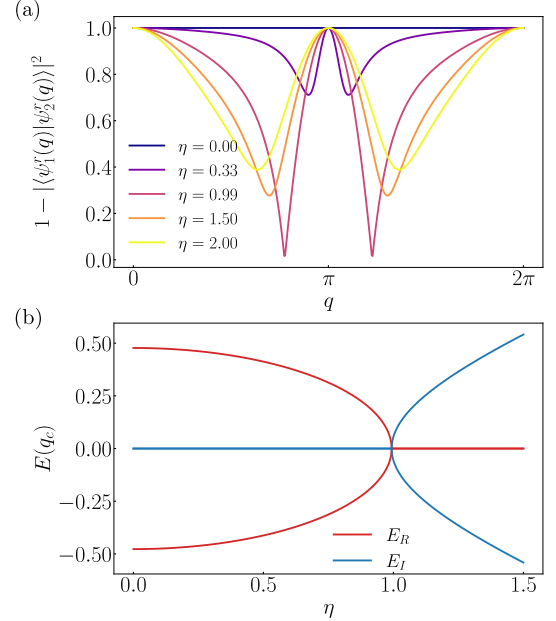 (a)
1 − |⟨ψ₁ʳ(q)|ψ₂ʳ(q)⟩|²
1.0
0.8
0.6
0.4
0.2
0.0
η = 0.00
η = 0.33
η = 0.99
η = 1.50
η = 2.00
0
π
2π
q
(b)
E(q_c)
0.50
0.25
0.00
−0.25
−0.50
E_R
E_I
0.0
0.5
1.0
1.5
η